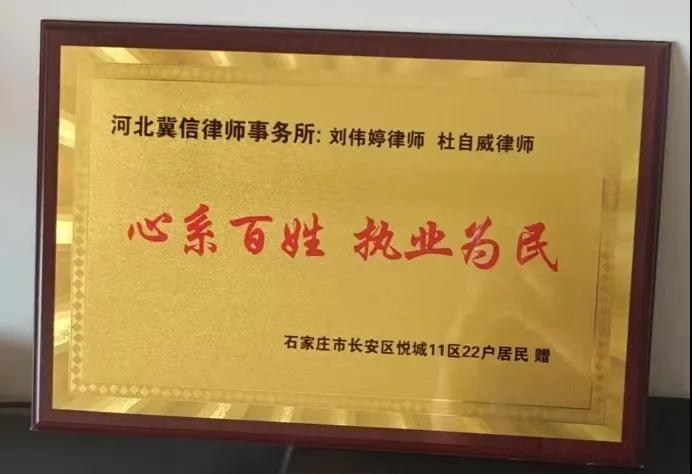 河北冀信律师事务所: 刘伟婷律师 杜自威律师
心系百姓 执业为民
石家庄市长安区悦城11区22户居民 赠